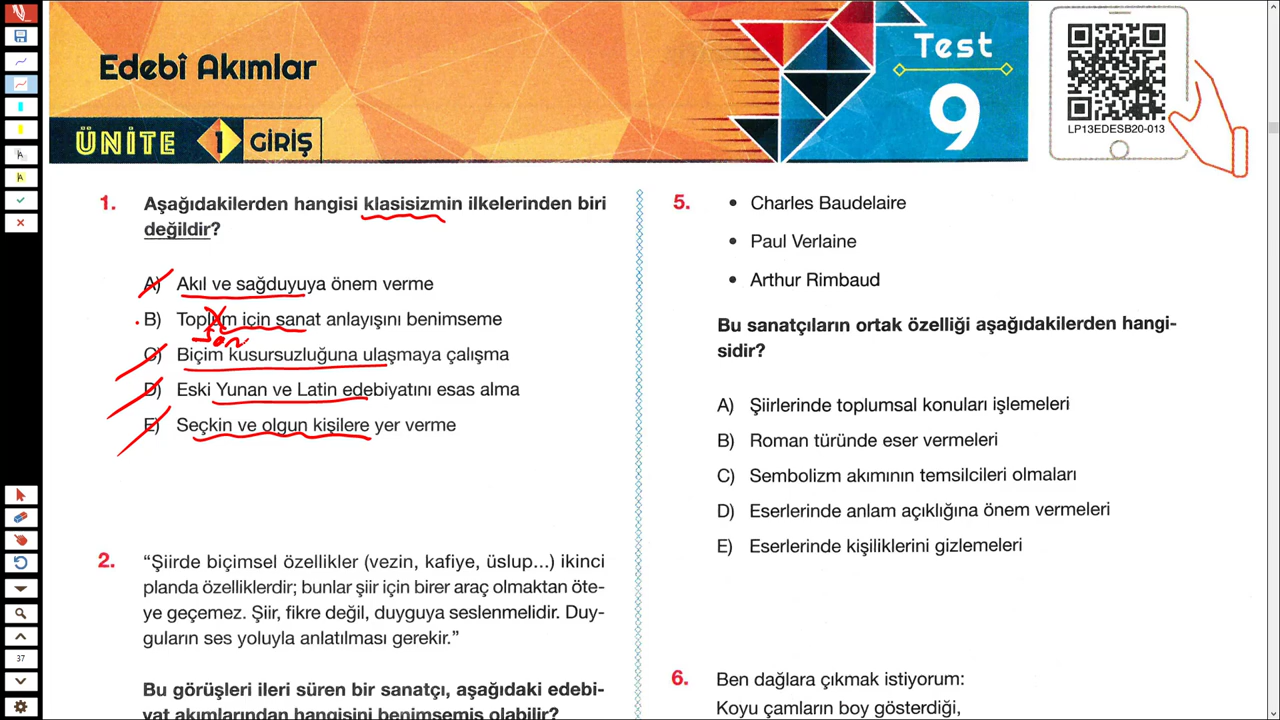 Edebî Akımlar
ÜNİTE 1 GİRİŞ
Test
9
LP13EDESB20-013
1. Aşağıdakilerden hangisi klasisizmin ilkelerinden biri
değildir?
A) Akıl ve sağduyuya önem verme
B) Toplum için sanat anlayışını benimseme
C) Biçim kusursuzluğuna ulaşmaya çalışma
D) Eski Yunan ve Latin edebiyatını esas alma
E) Seçkin ve olgun kişilere yer verme
2. “Şiirde biçimsel özellikler (vezin, kafiye, üslup...) ikinci
planda özelliklerdir; bunlar şiir için birer araç olmaktan öte-
ye geçemez. Şiir, fikre değil, duyguya seslenmelidir. Duy-
guların ses yoluyla anlatılması gerekir.”
Bu görüşleri ileri süren bir sanatçı, aşağıdaki edebi-
yat akımlarından hangisini benimsemiş olabilir?
5. • Charles Baudelaire
• Paul Verlaine
• Arthur Rimbaud
Bu sanatçıların ortak özelliği aşağıdakilerden hangi-
sidir?
A) Şiirlerinde toplumsal konuları işlemeleri
B) Roman türünde eser vermeleri
C) Sembolizm akımının temsilcileri olmaları
D) Eserlerinde anlam açıklığına önem vermeleri
E) Eserlerinde kişiliklerini gizlemeleri
6. Ben dağlara çıkmak istiyorum:
Koyu çamların boy gösterdiği,
37